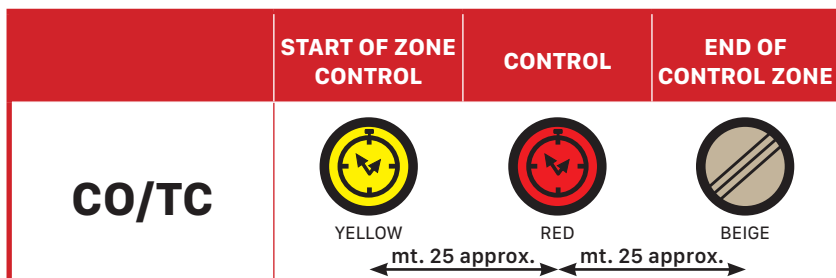 START OF ZONE
CONTROL
CONTROL
END OF
CONTROL ZONE
CO/TC
YELLOW
RED
BEIGE
mt. 25 approx.
mt. 25 approx.